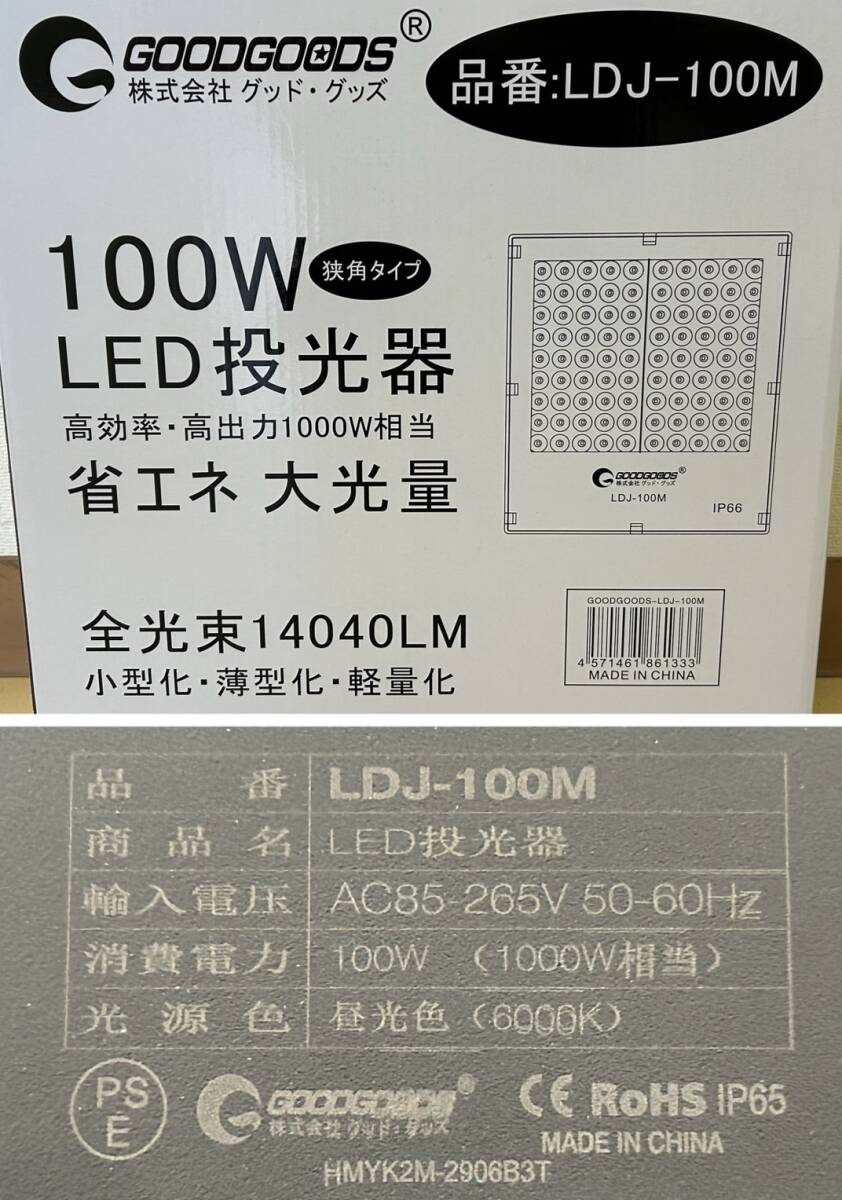 GOODGOODS®
株式会社 グッド・グッズ
品番:LDJ-100M
100W 狭角タイプ
LED投光器
高効率・高出力1000W相当
省エネ 大光量
GOODGOODS®
株式会社 グッド・グッズ
LDJ-100M
IP66
全光束14040LM
小型化・薄型化・軽量化
GOODGOODS-LDJ-100M
4 571461 861333
MADE IN CHINA
品番 LDJ-100M
商品名 LED投光器
輸入電压 AC85-265V 50-60Hz
消費電力 100W （1000W相当）
光源色 昼光色（6000K）
PS
E
GOODGOODS®
株式会社 グッド・グッズ
CE RoHS IP65
MADE IN CHINA
HMYK2M-2906B3T